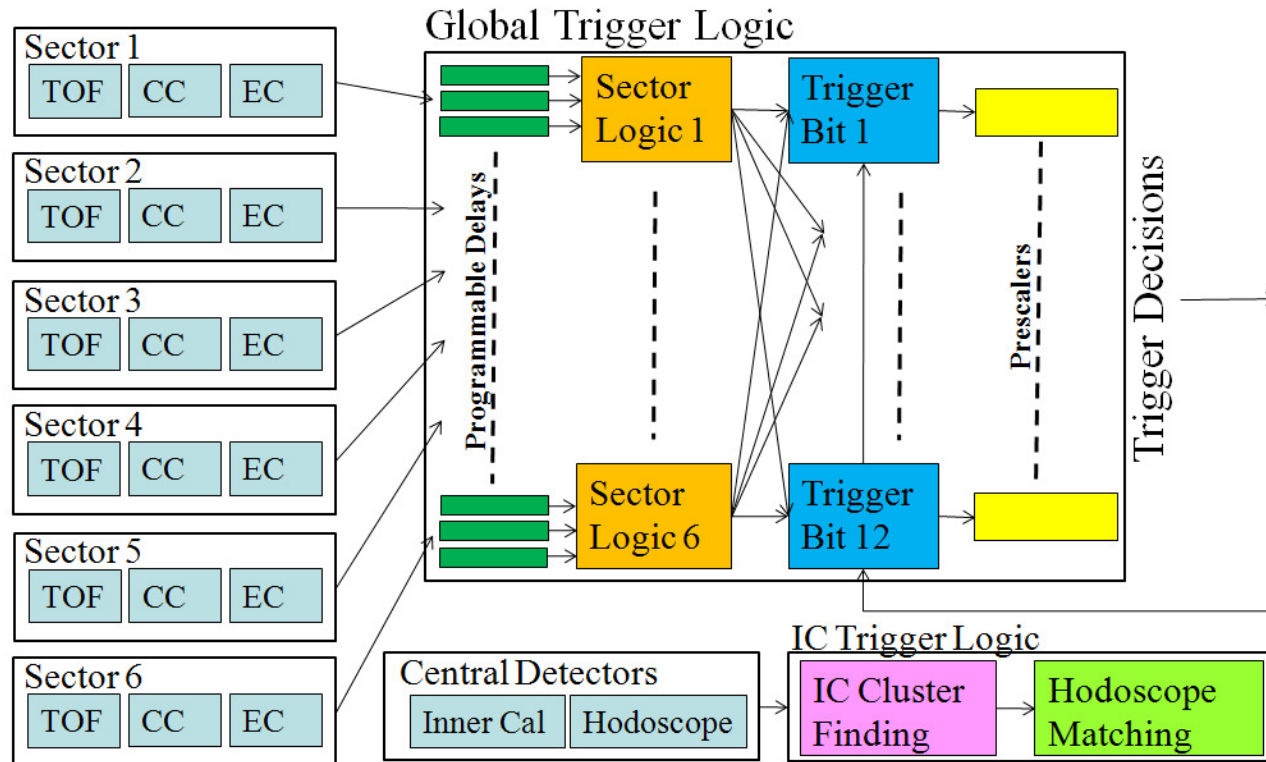 Global Trigger Logic
Sector 1
TOF CC EC
Sector 2
TOF CC EC
Sector 3
TOF CC EC
Sector 4
TOF CC EC
Sector 5
TOF CC EC
Sector 6
TOF CC EC
Programmable Delays
Sector
Logic 1
Sector
Logic 6
Trigger
Bit 1
Trigger
Bit 12
Prescalers
Trigger Decisions
Central Detectors
Inner Cal Hodoscope
IC Trigger Logic
IC Cluster
Finding
Hodoscope
Matching